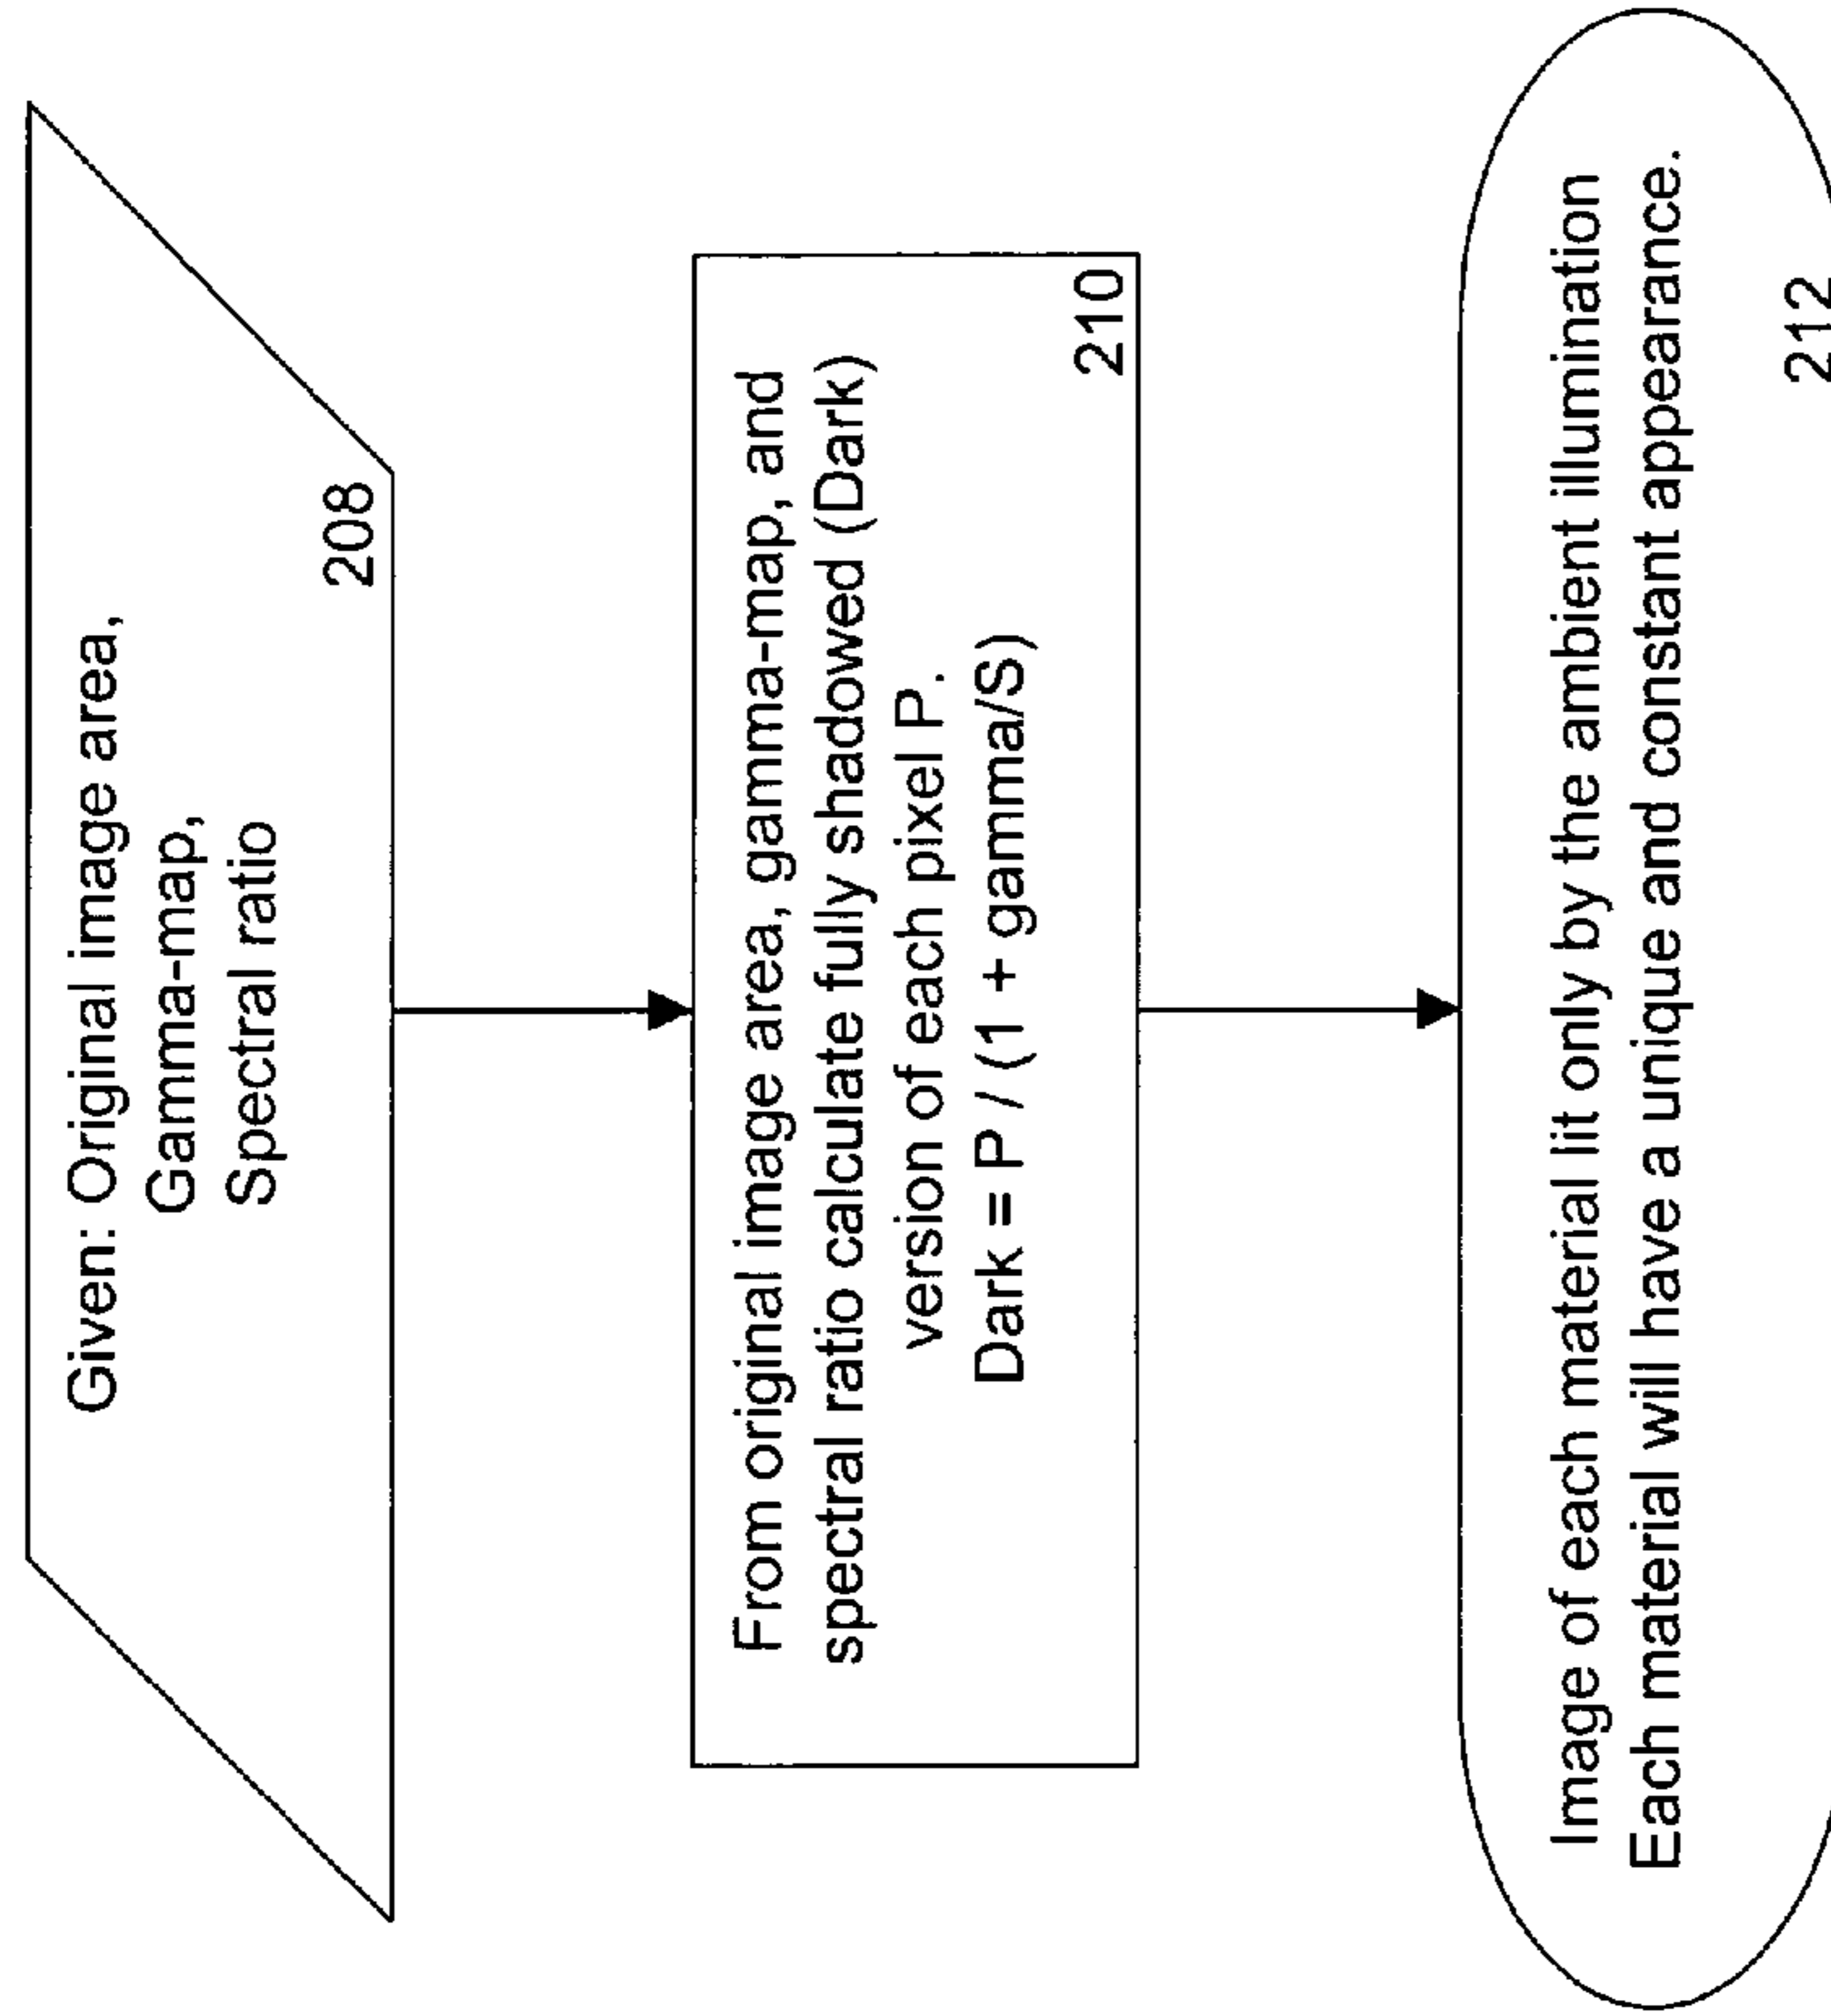 Given: Original image area,
Gamma-map,
Spectral ratio
208
From original image area, gamma-map, and
spectral ratio calculate fully shadowed (Dark)
version of each pixel P.
Dark = P / (1 + gamma/S)
210
Image of each material lit only by the ambient illumination
Each material will have a unique and constant appearance.
212